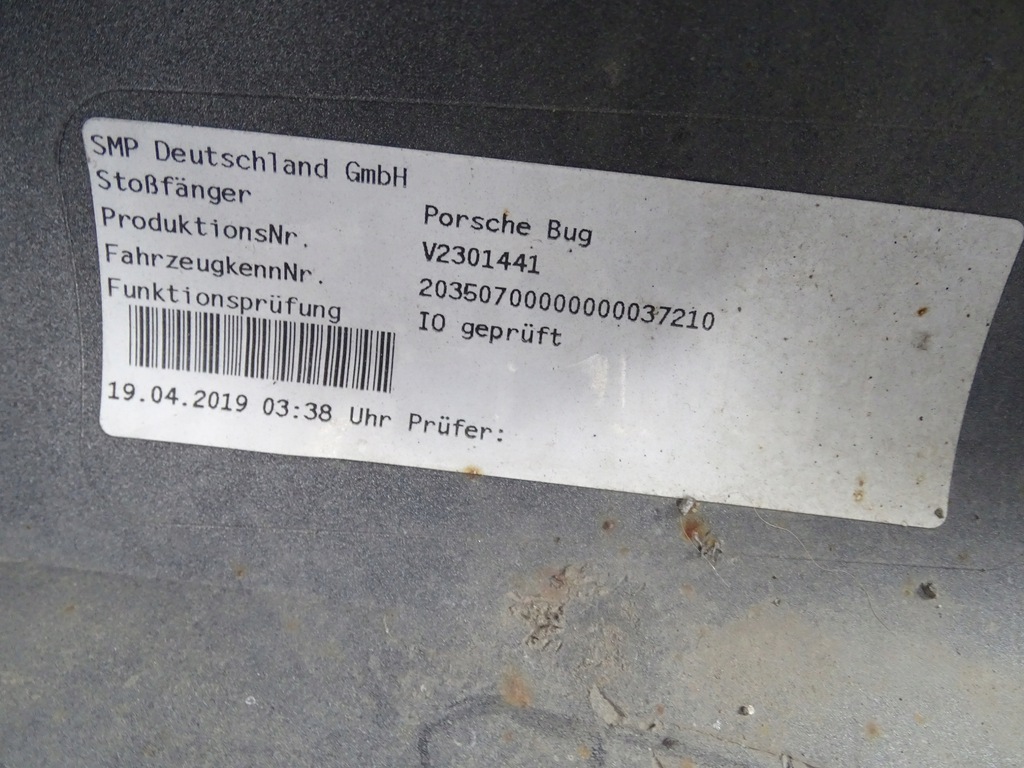 SMP Deutschland GmbH
Stoßfänger Porsche Bug
ProduktionsNr. V2301441
FahrzeugkennNr. 20350700000000037210
Funktionsprüfung IO geprüft
19.04.2019 03:38 Uhr Prüfer: